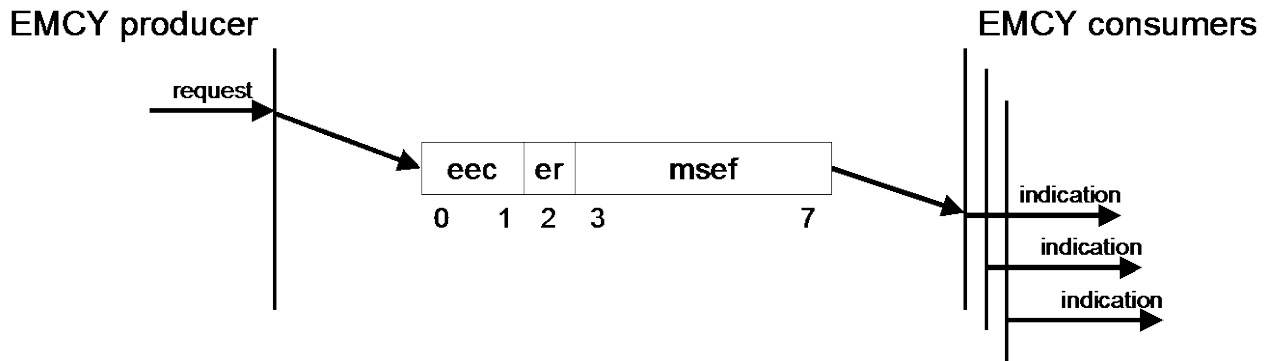 EMCY producer
EMCY consumers
request
eec er msef
0 1 2 3 7
indication
indication
indication